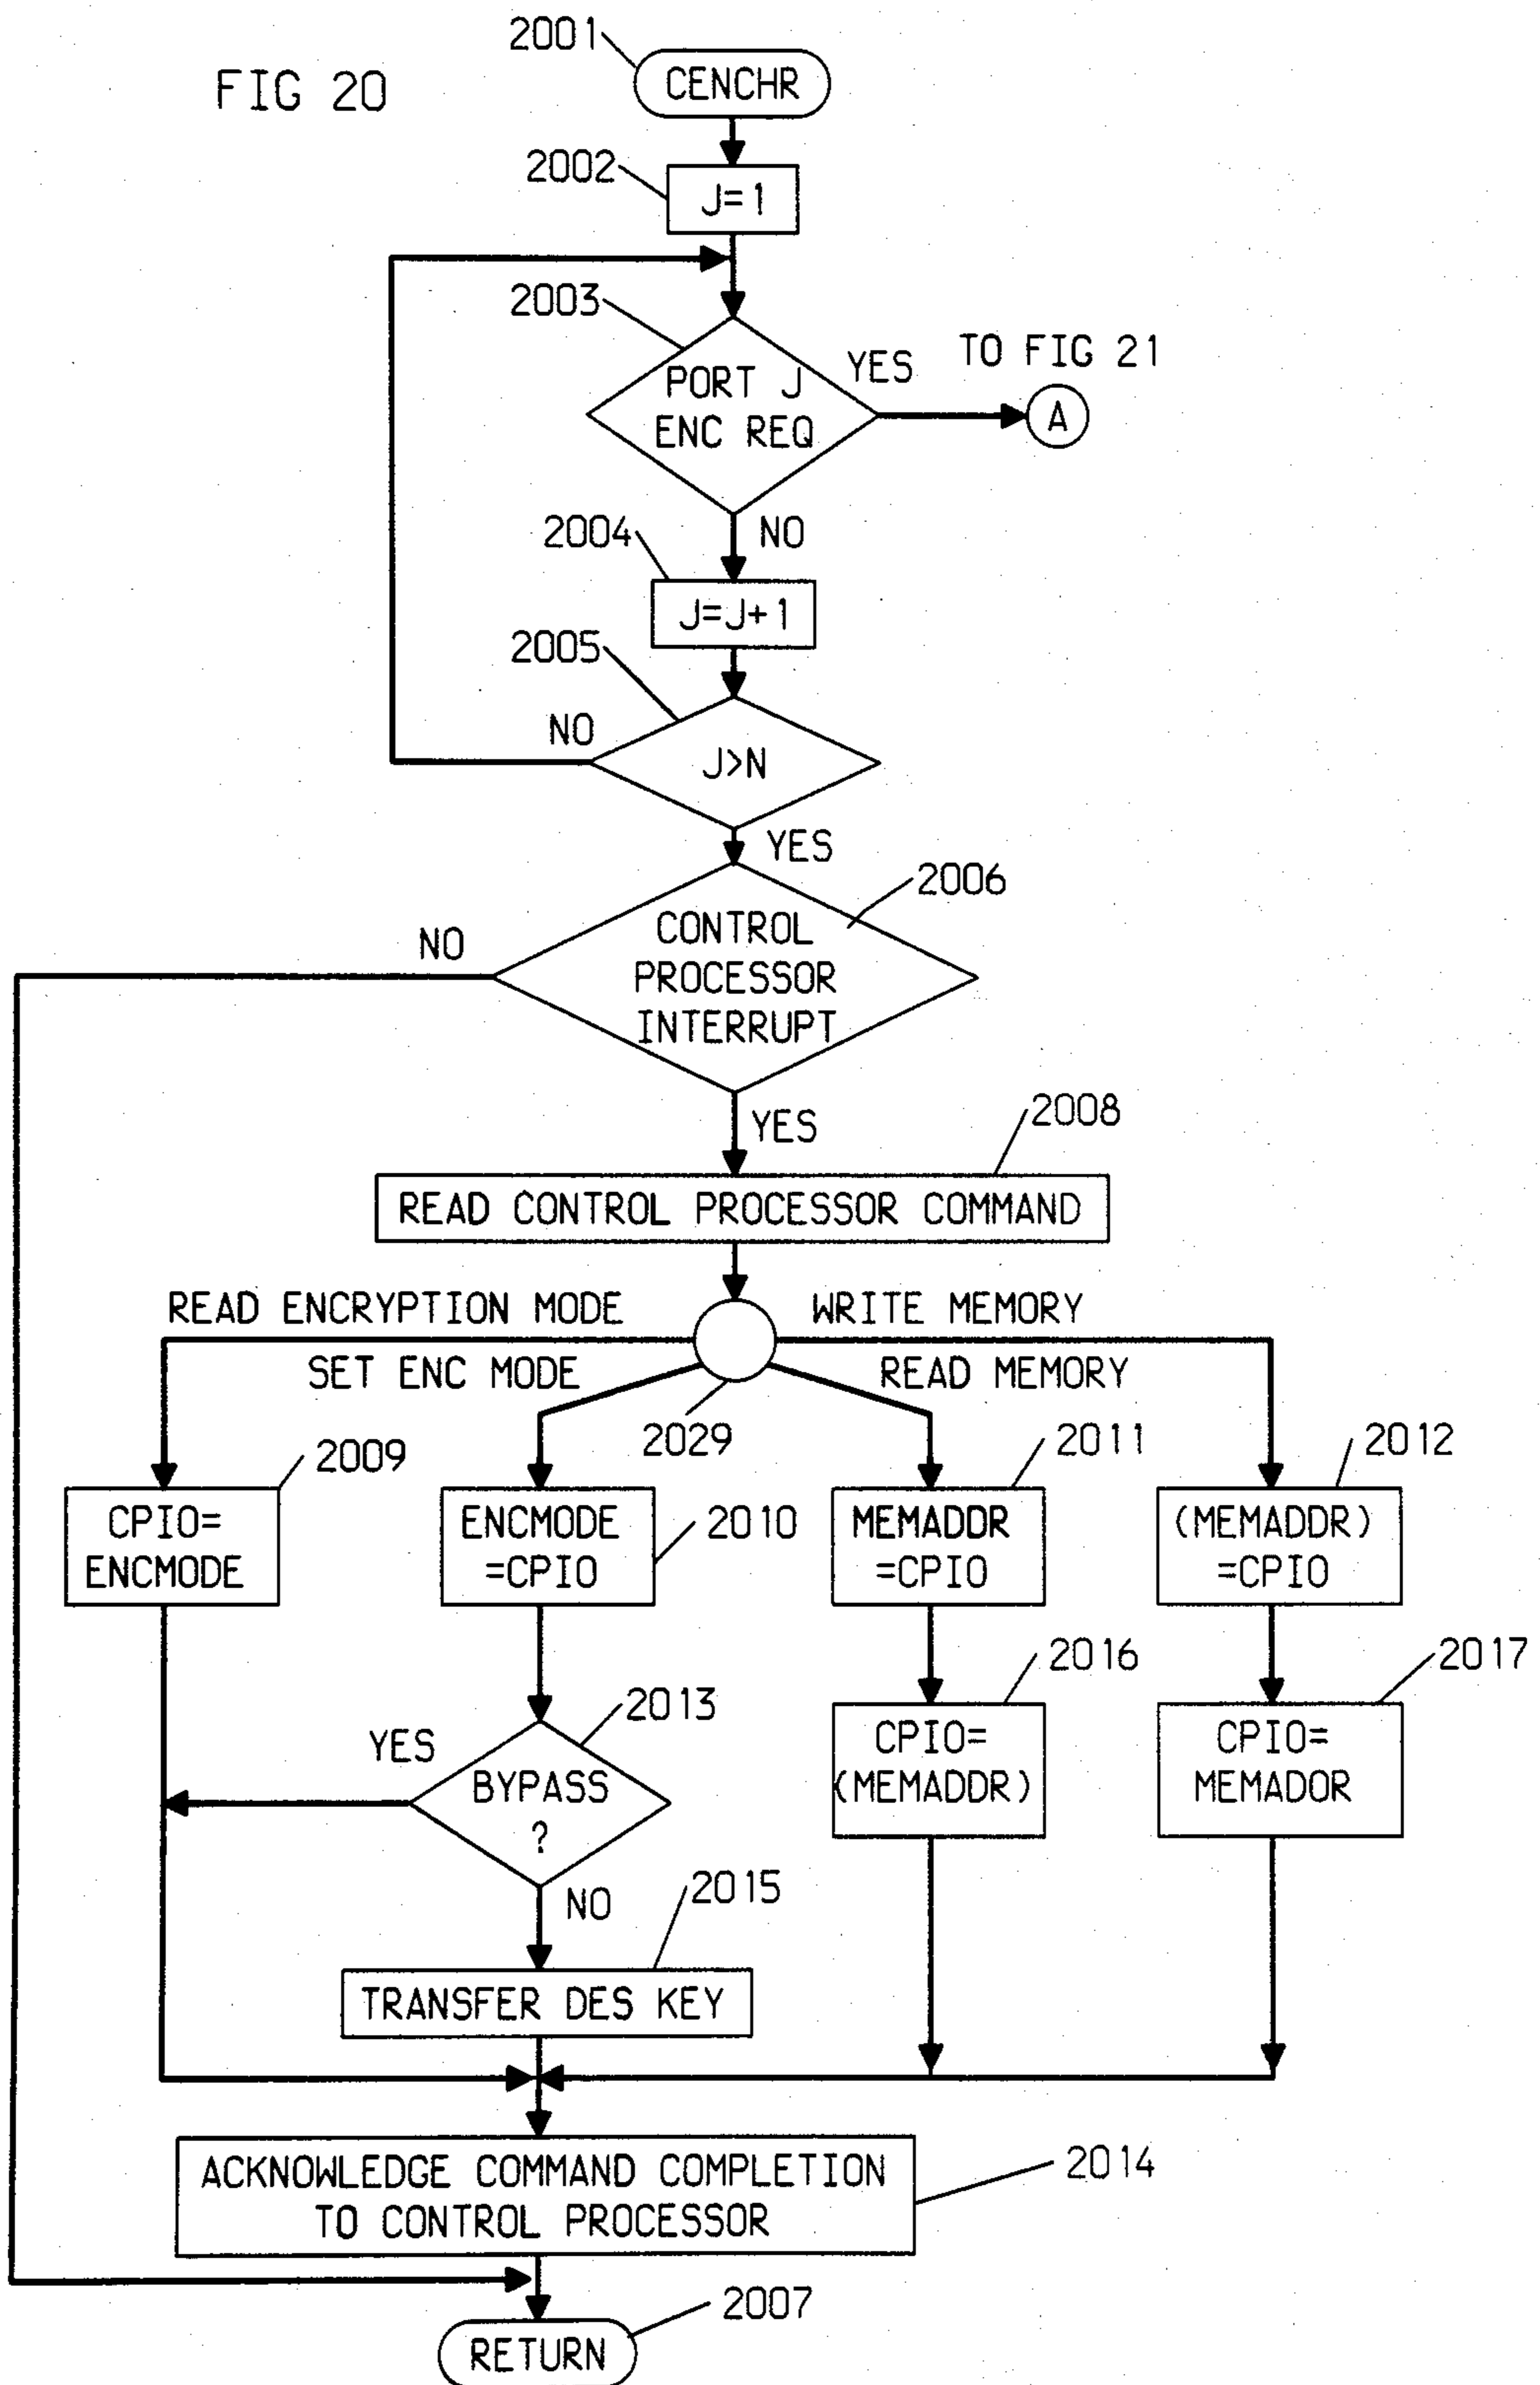 2001
CENCHR
FIG 20
2002
J=1
2003
PORT J
ENC REQ
YES
TO FIG 21
A
NO
2004
J=J+1
2005
NO
J>N
YES
2006
NO
CONTROL
PROCESSOR
INTERRUPT
YES
2008
READ CONTROL PROCESSOR COMMAND
READ ENCRYPTION MODE
WRITE MEMORY
SET ENC MODE
READ MEMORY
2029
2009
2011
2012
CPIO=
ENCMODE
ENCMODE
=CPIO
2010
MEMADDR
=CPIO
(MEMADDR)
=CPIO
2013
2016
2017
YES
BYPASS
?
CPIO=
(MEMADDR)
CPIO=
MEMADOR
NO
2015
TRANSFER DES KEY
ACKNOWLEDGE COMMAND COMPLETION
TO CONTROL PROCESSOR
2014
2007
RETURN